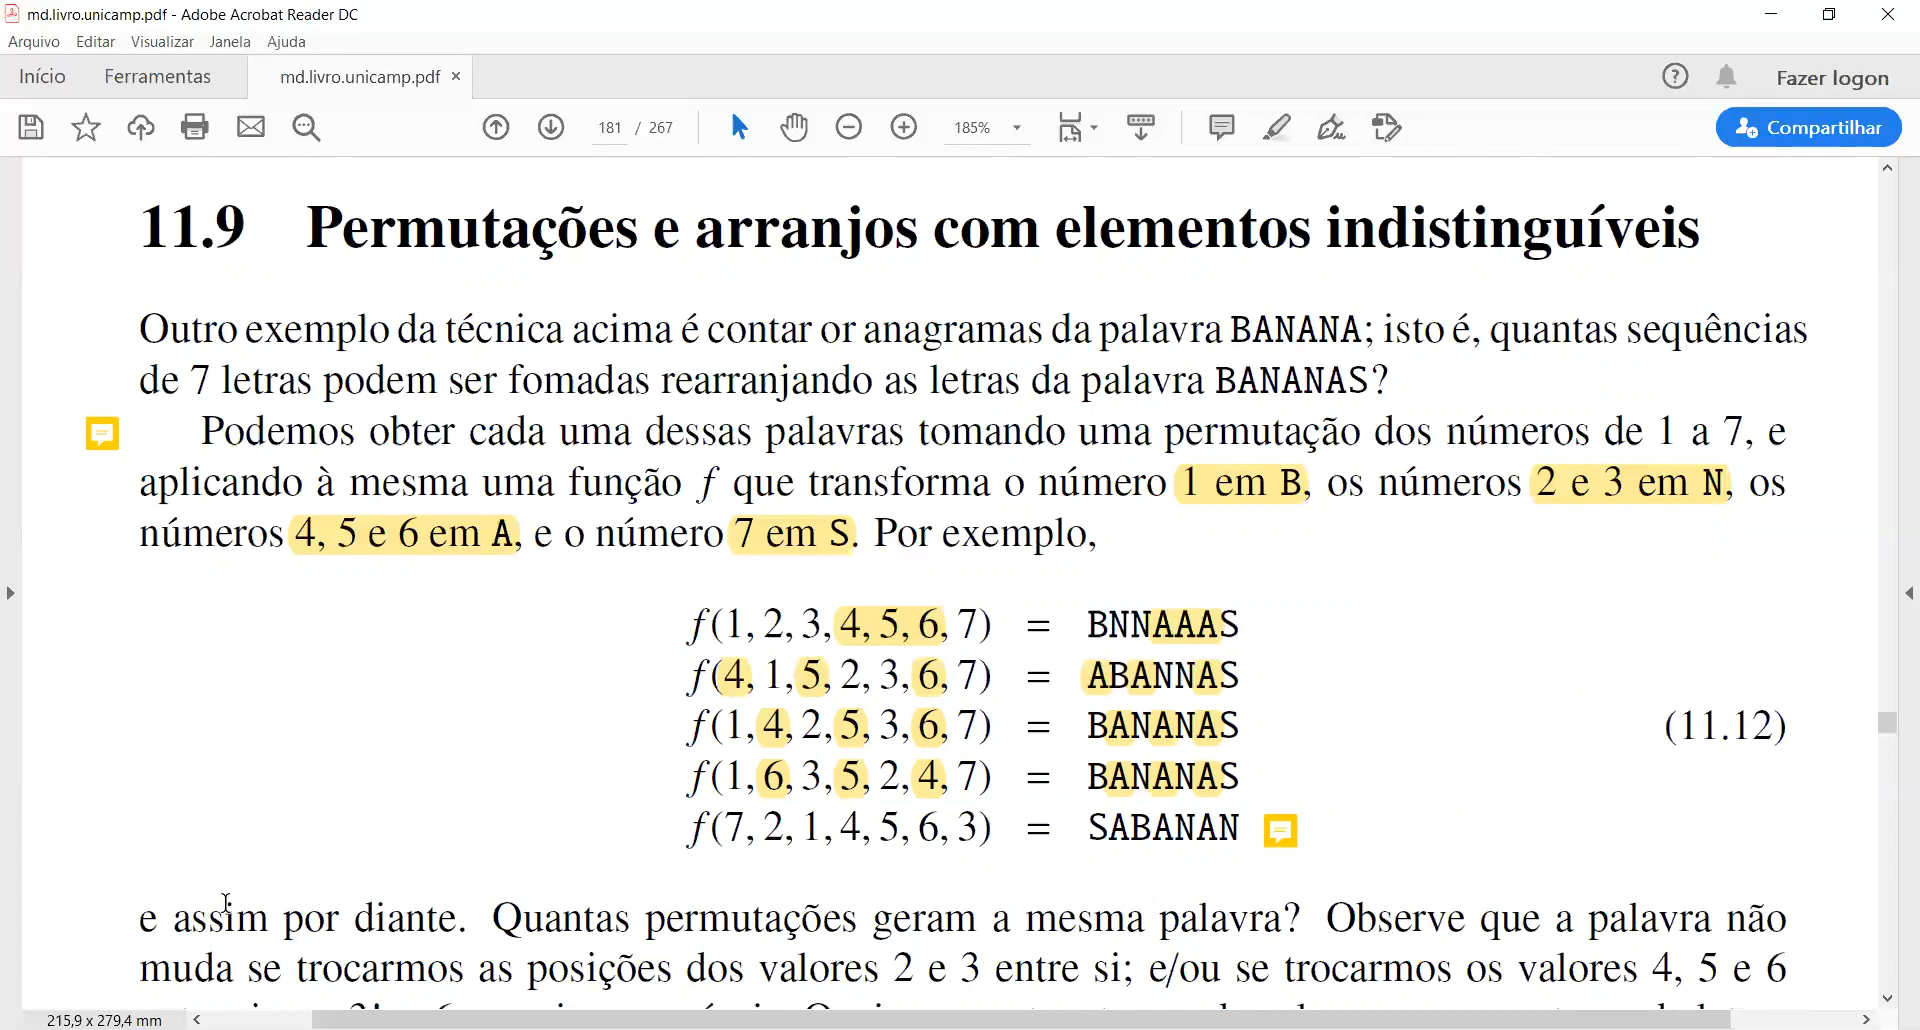 md.livro.unicamp.pdf - Adobe Acrobat Reader DC
Arquivo Editar Visualizar Janela Ajuda
Início Ferramentas md.livro.unicamp.pdf × Fazer logon
181 / 267 185% Compartilhar
11.9 Permutações e arranjos com elementos indistinguíveis
Outro exemplo da técnica acima é contar or anagramas da palavra BANANA; isto é, quantas sequências
de 7 letras podem ser fomadas rearranjando as letras da palavra BANANAS?
Podemos obter cada uma dessas palavras tomando uma permutação dos números de 1 a 7, e
aplicando à mesma uma função f que transforma o número 1 em B, os números 2 e 3 em N, os
números 4, 5 e 6 em A, e o número 7 em S. Por exemplo,
f(1, 2, 3, 4, 5, 6, 7) = BNNAAAS
f(4, 1, 5, 2, 3, 6, 7) = ABANNAS
f(1, 4, 2, 5, 3, 6, 7) = BANANAS (11.12)
f(1, 6, 3, 5, 2, 4, 7) = BANANAS
f(7, 2, 1, 4, 5, 6, 3) = SABANAN
e assim por diante. Quantas permutações geram a mesma palavra? Observe que a palavra não
muda se trocarmos as posições dos valores 2 e 3 entre si; e/ou se trocarmos os valores 4, 5 e 6
215,9 x 279,4 mm